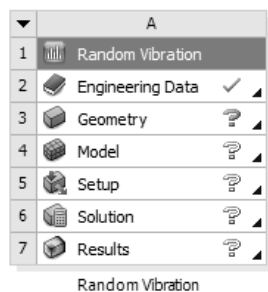 A
1 Random Vibration
2 Engineering Data
3 Geometry
4 Model
5 Setup
6 Solution
7 Results
Random Vibration